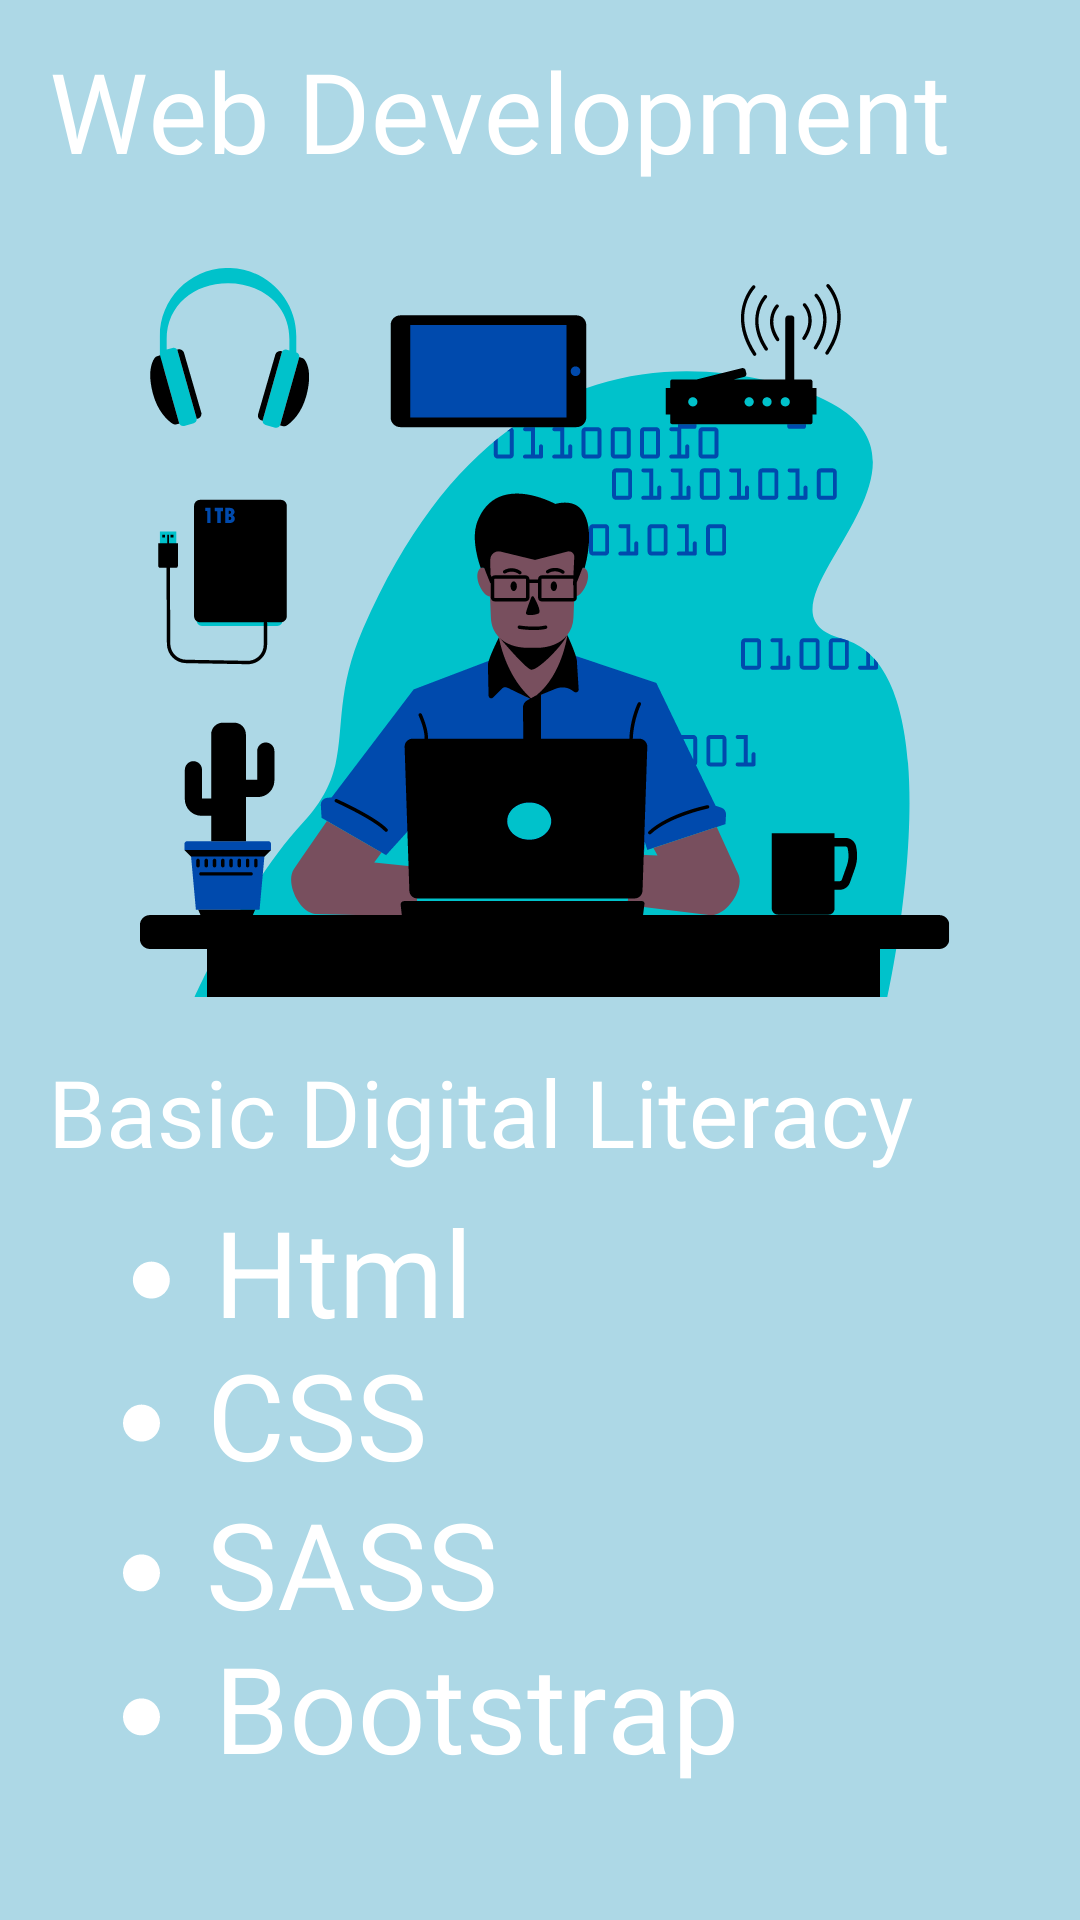 Web Development
01100010
01101010
01010
01001
1TB
001
Basic Digital Literacy
• Html
• CSS
• SASS
• Bootstrap